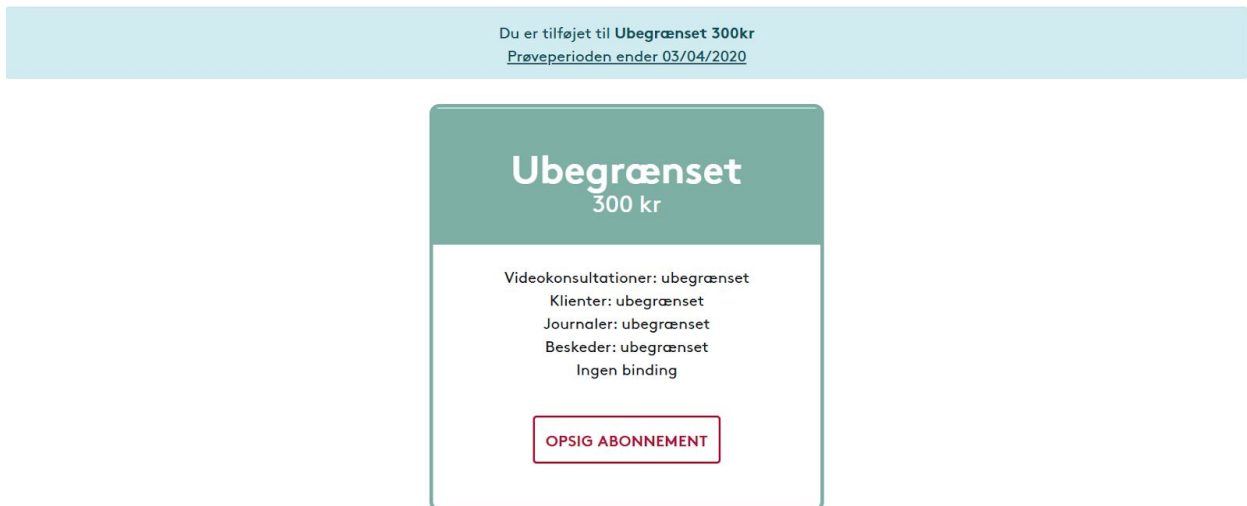 Du er tilføjet til Ubegrænset 300kr
Prøveperioden ender 03/04/2020
Ubegrænset
300 kr
Videokonsultationer: ubegrænset
Klienter: ubegrænset
Journaler: ubegrænset
Beskeder: ubegrænset
Ingen binding
OPSIG ABONNEMENT